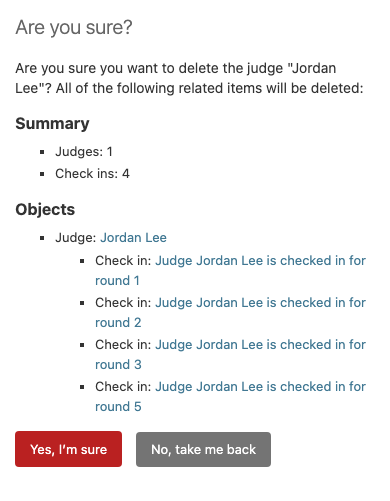 Are you sure?
Are you sure you want to delete the judge "Jordan
Lee"? All of the following related items will be deleted:
Summary
Judges: 1
Check ins: 4
Objects
Judge: Jordan Lee
Check in: Judge Jordan Lee is checked in for
round 1
Check in: Judge Jordan Lee is checked in for
round 2
Check in: Judge Jordan Lee is checked in for
round 3
Check in: Judge Jordan Lee is checked in for
round 5
Yes, I'm sure
No, take me back